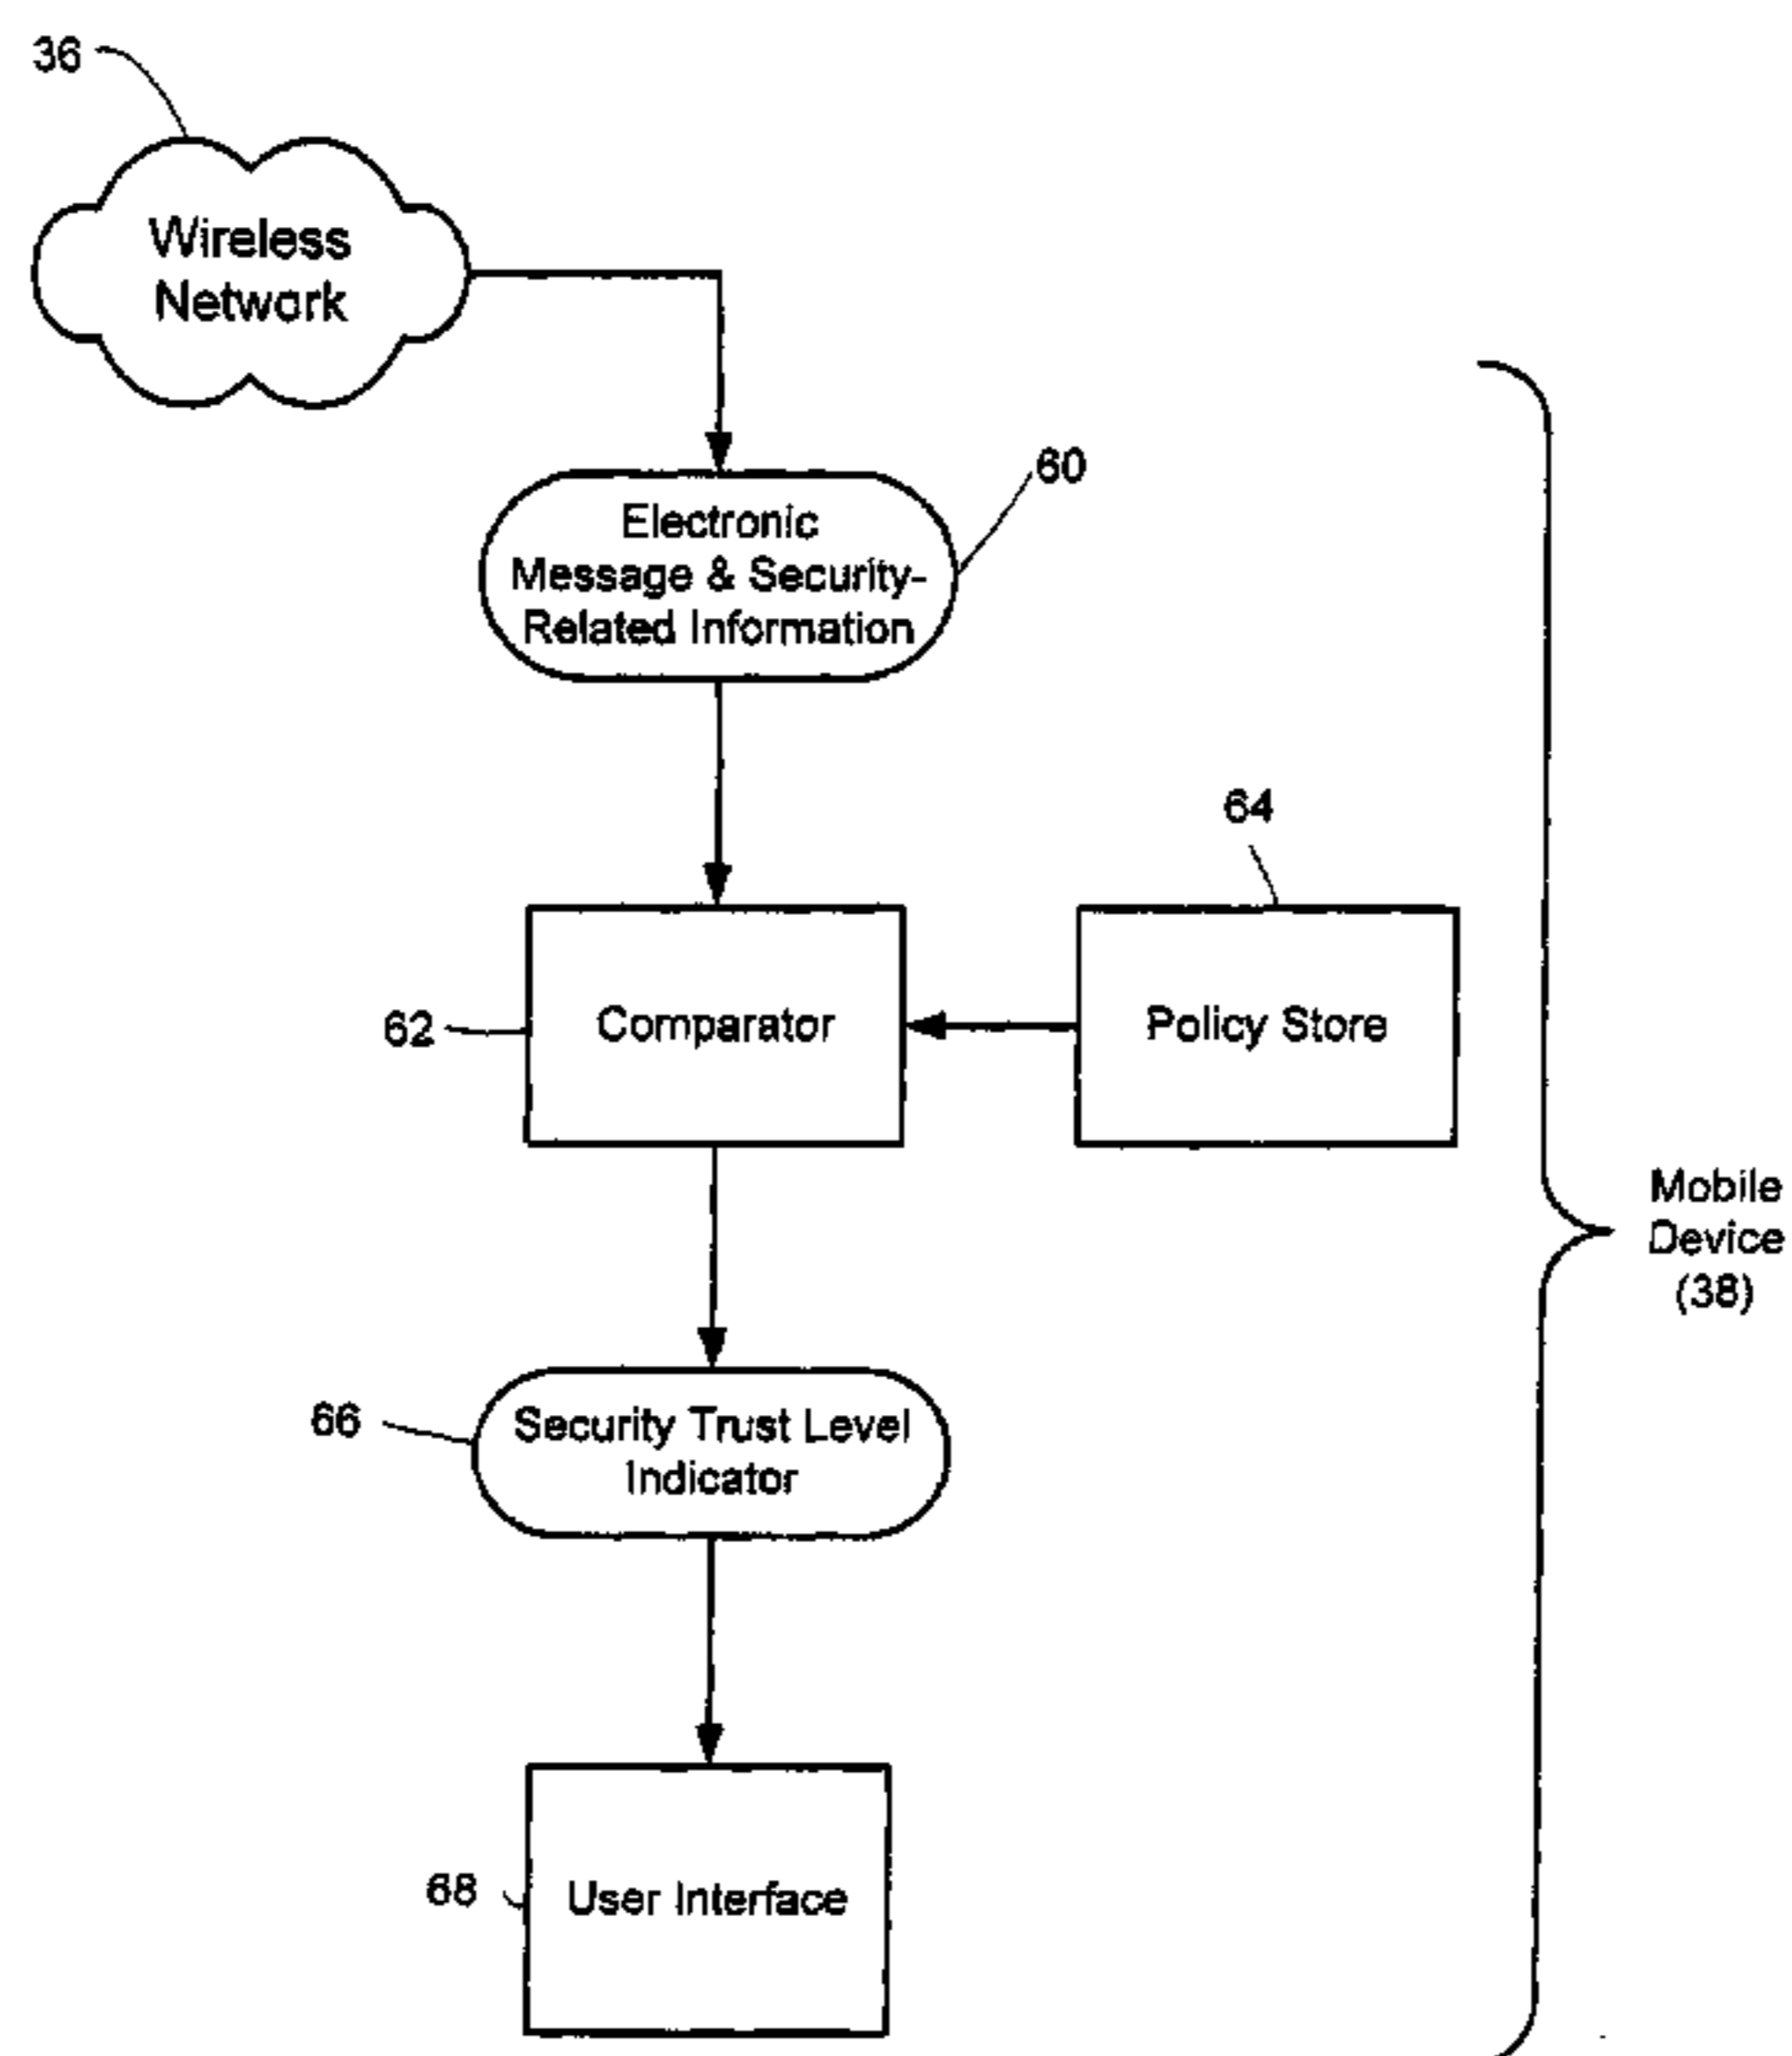 36
Wireless
Network
60
Electronic
Message & Security-
Related Information
64
62
Comparator
Policy Store
Mobile
Device
(38)
66
Security Trust Level
Indicator
68
User Interface